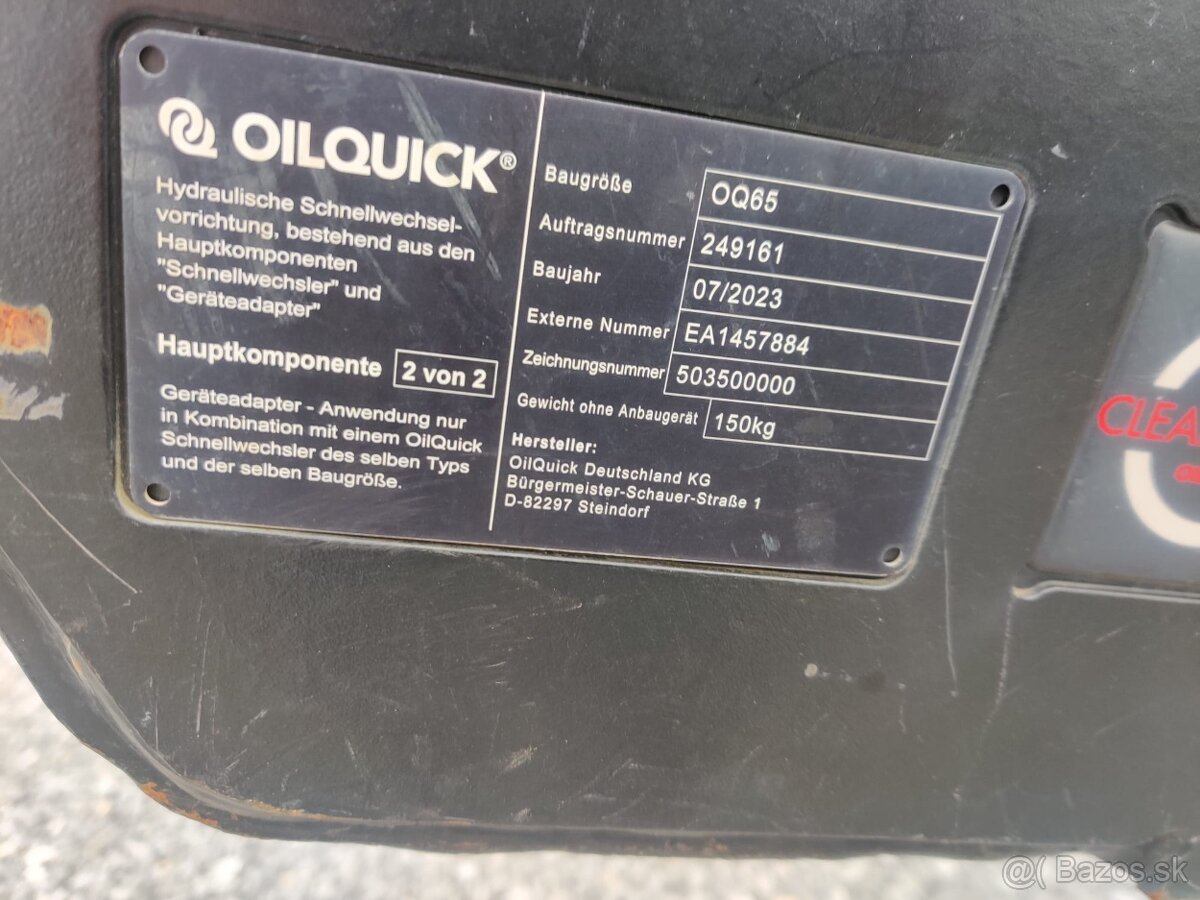 OILQUICK®
Hydraulische Schnellwechsel-
vorrichtung, bestehend aus den
Hauptkomponenten
"Schnellwechsler" und
"Geräteadapter"
Hauptkomponente 2 von 2
Geräteadapter - Anwendung nur
in Kombination mit einem OilQuick
Schnellwechsler des selben Typs
und der selben Baugröße.
Baugröße OQ65
Auftragsnummer 249161
Baujahr 07/2023
Externe Nummer EA1457884
Zeichnungsnummer 503500000
Gewicht ohne Anbaugerät 150kg
Hersteller:
OilQuick Deutschland KG
Bürgermeister-Schauer-Straße 1
D-82297 Steindorf
CLEA
@( Bazos.sk